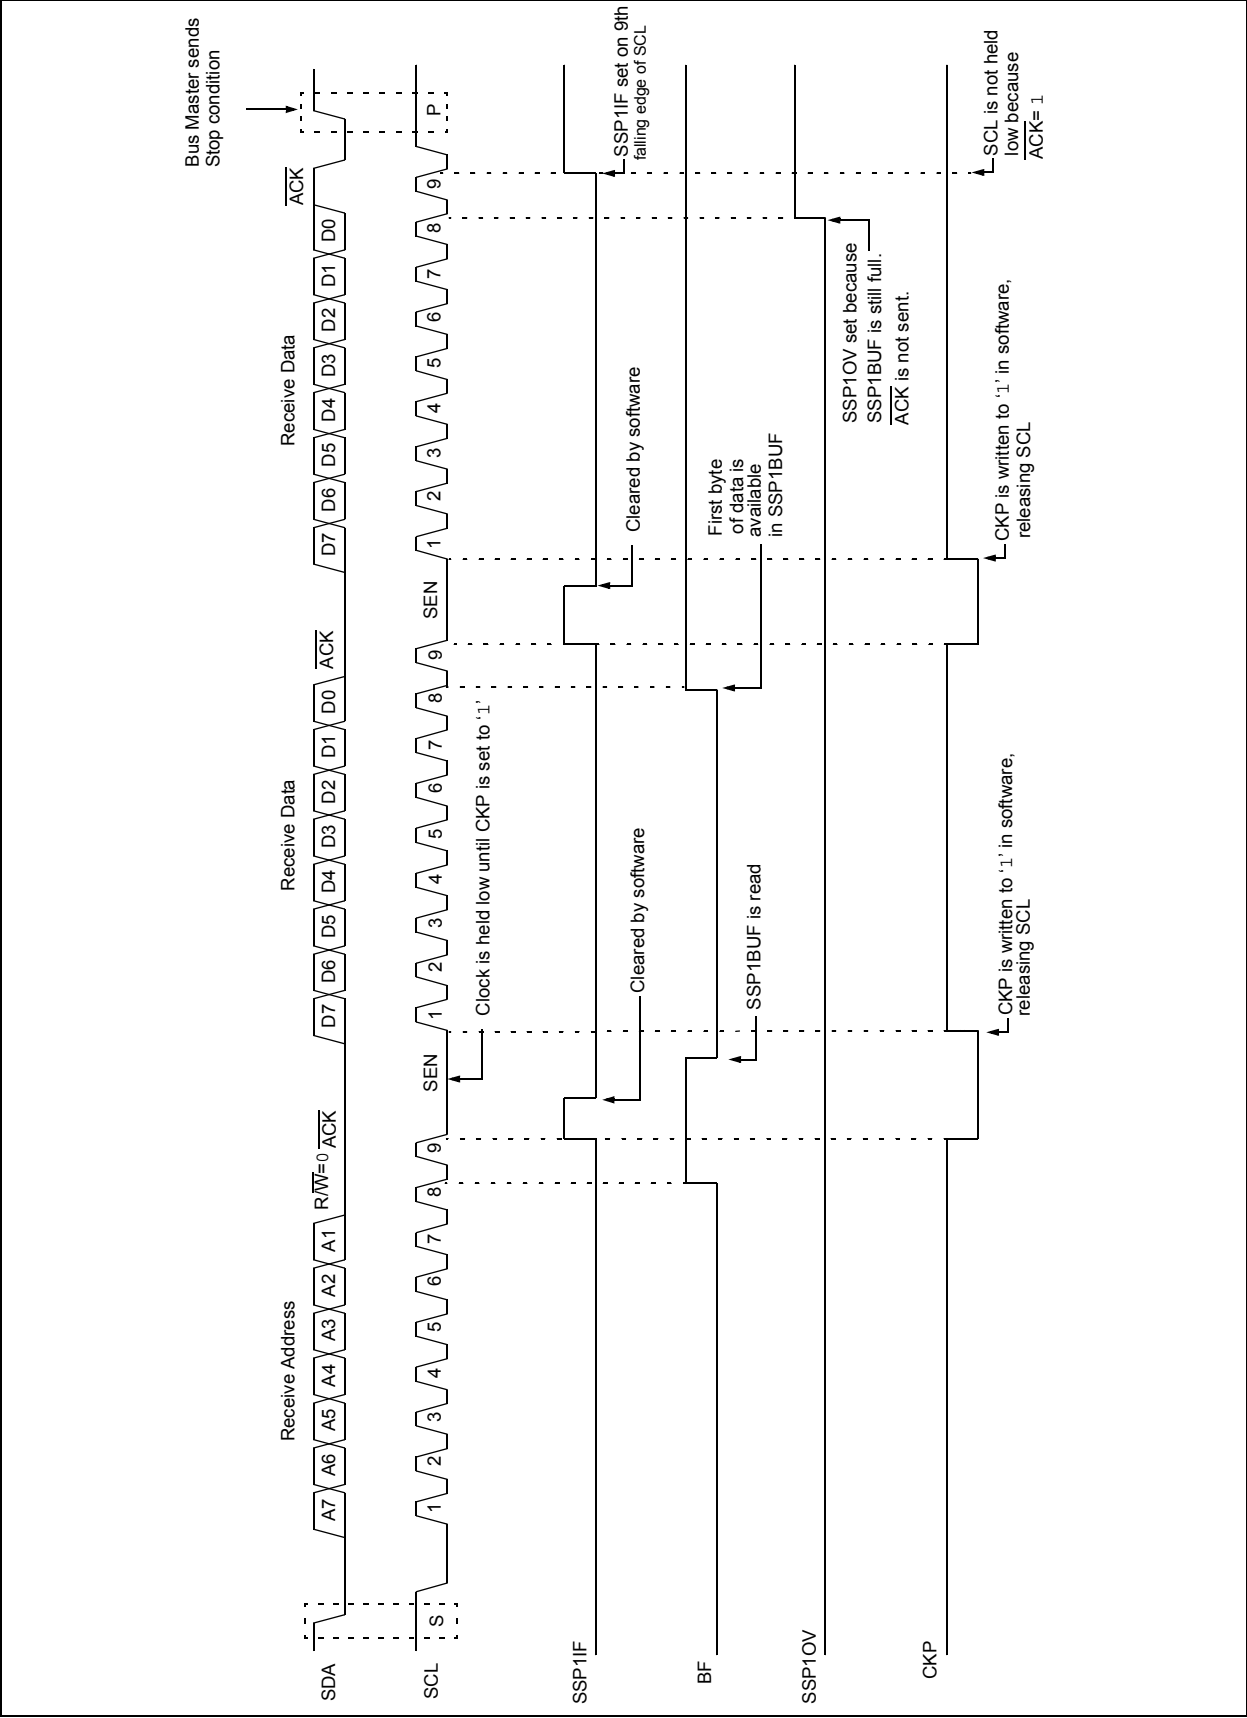 Bus Master sends
Stop condition
Receive Address
Receive Data
Receive Data
SDA
A7 A6 A5 A4 A3 A2 A1 R/W=0 ACK D7 D6 D5 D4 D3 D2 D1 D0 ACK D7 D6 D5 D4 D3 D2 D1 D0 ACK
SCL
S 1 2 3 4 5 6 7 8 9 SEN 1 2 3 4 5 6 7 8 9 SEN 1 2 3 4 5 6 7 8 9 P
Clock is held low until CKP is set to ‘1’
SSP1IF
Cleared by software
Cleared by software
SSP1IF set on 9th
falling edge of SCL
BF
SSP1BUF is read
First byte
of data is
available
in SSP1BUF
SSP1OV
SSP1OV set because
SSP1BUF is still full.
ACK is not sent.
CKP
CKP is written to ‘1’ in software,
releasing SCL
CKP is written to ‘1’ in software,
releasing SCL
SCL is not held
low because
ACK= 1